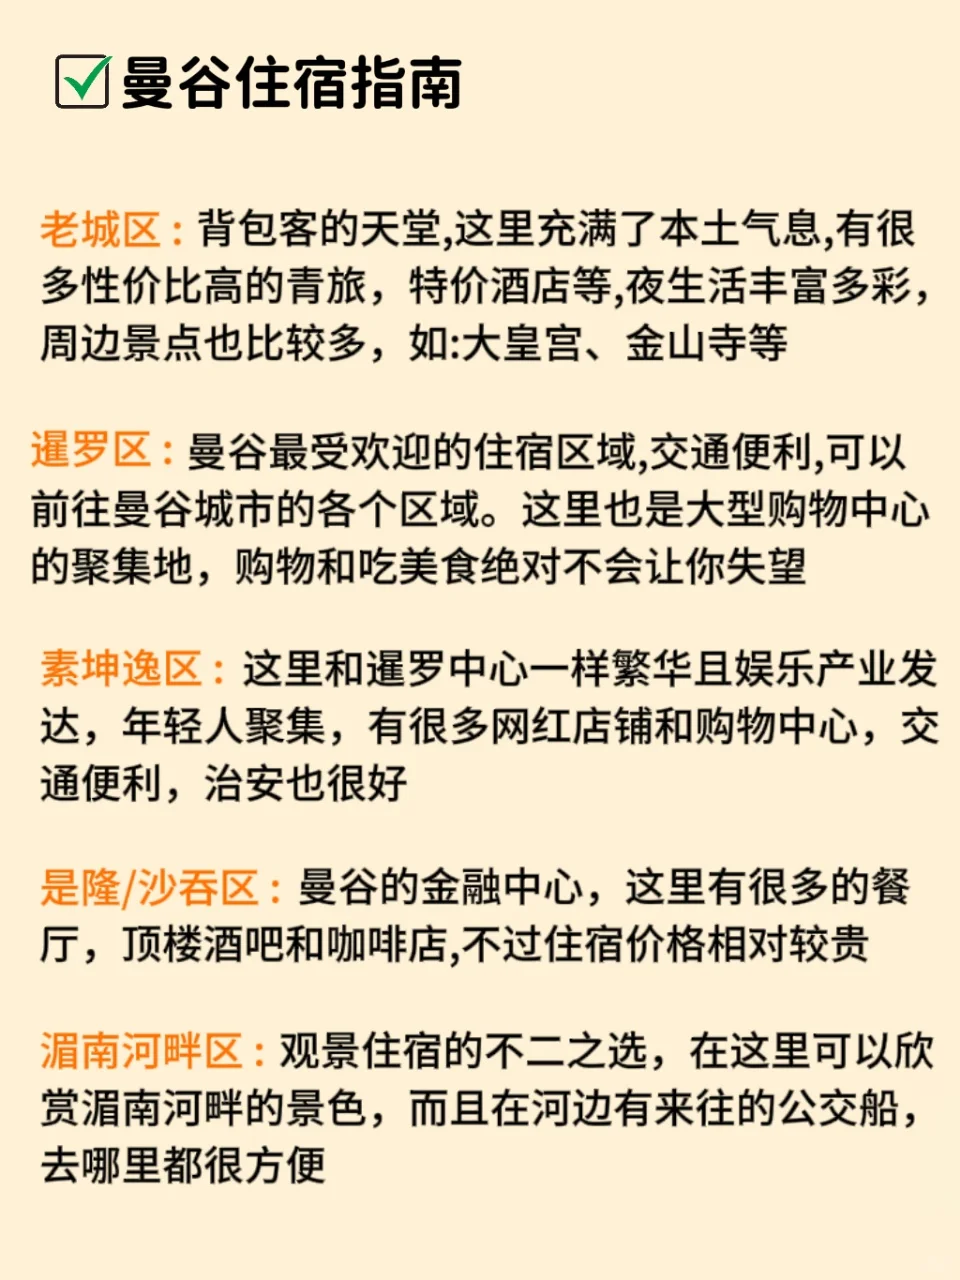 曼谷住宿指南
老城区：背包客的天堂,这里充满了本土气息,有很
多性价比高的青旅，特价酒店等,夜生活丰富多彩，
周边景点也比较多，如:大皇宫、金山寺等
暹罗区：曼谷最受欢迎的住宿区域,交通便利,可以
前往曼谷城市的各个区域。这里也是大型购物中心
的聚集地，购物和吃美食绝对不会让你失望
素坤逸区：这里和暹罗中心一样繁华且娱乐产业发
达，年轻人聚集，有很多网红店铺和购物中心，交
通便利，治安也很好
是隆/沙吞区：曼谷的金融中心，这里有很多的餐
厅，顶楼酒吧和咖啡店,不过住宿价格相对较贵
湄南河畔区：观景住宿的不二之选，在这里可以欣
赏湄南河畔的景色，而且在河边有来往的公交船，
去哪里都很方便